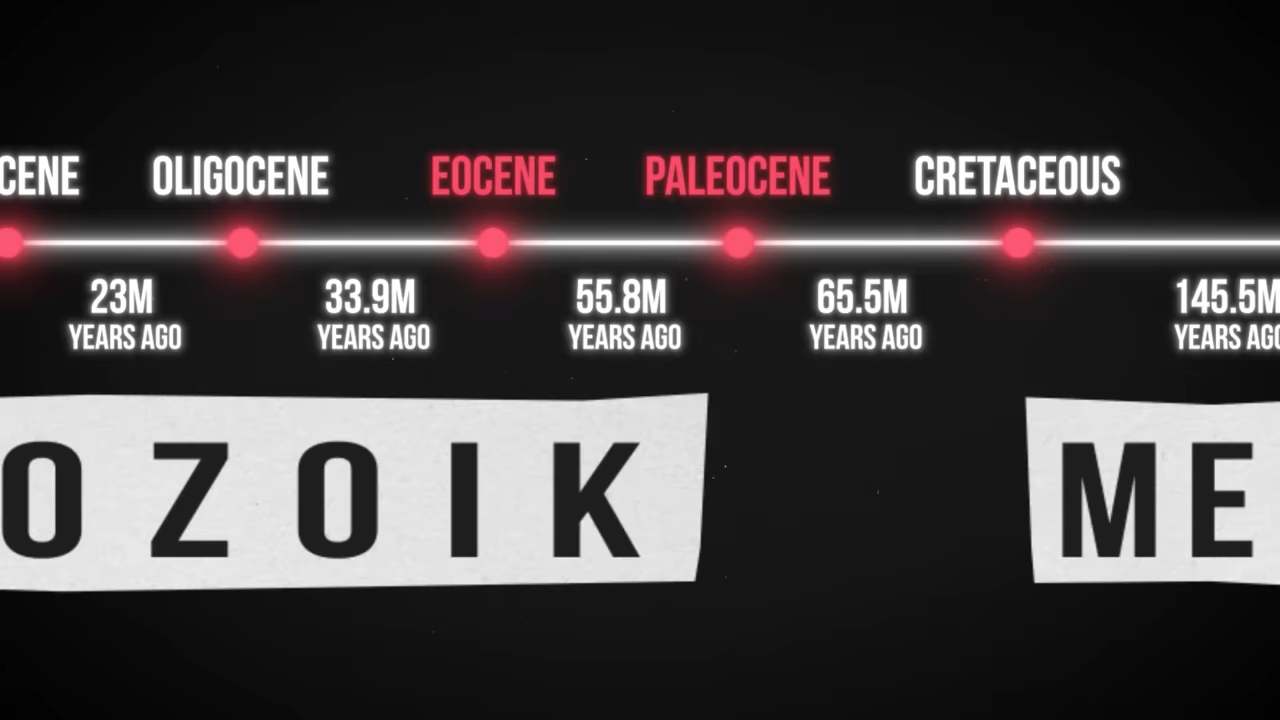 CENE OLIGOCENE EOCENE PALEOCENE CRETACEOUS
23M 33.9M 55.8M 65.5M 145.5M
YEARS AGO YEARS AGO YEARS AGO YEARS AGO YEARS AGO
OZOIK ME